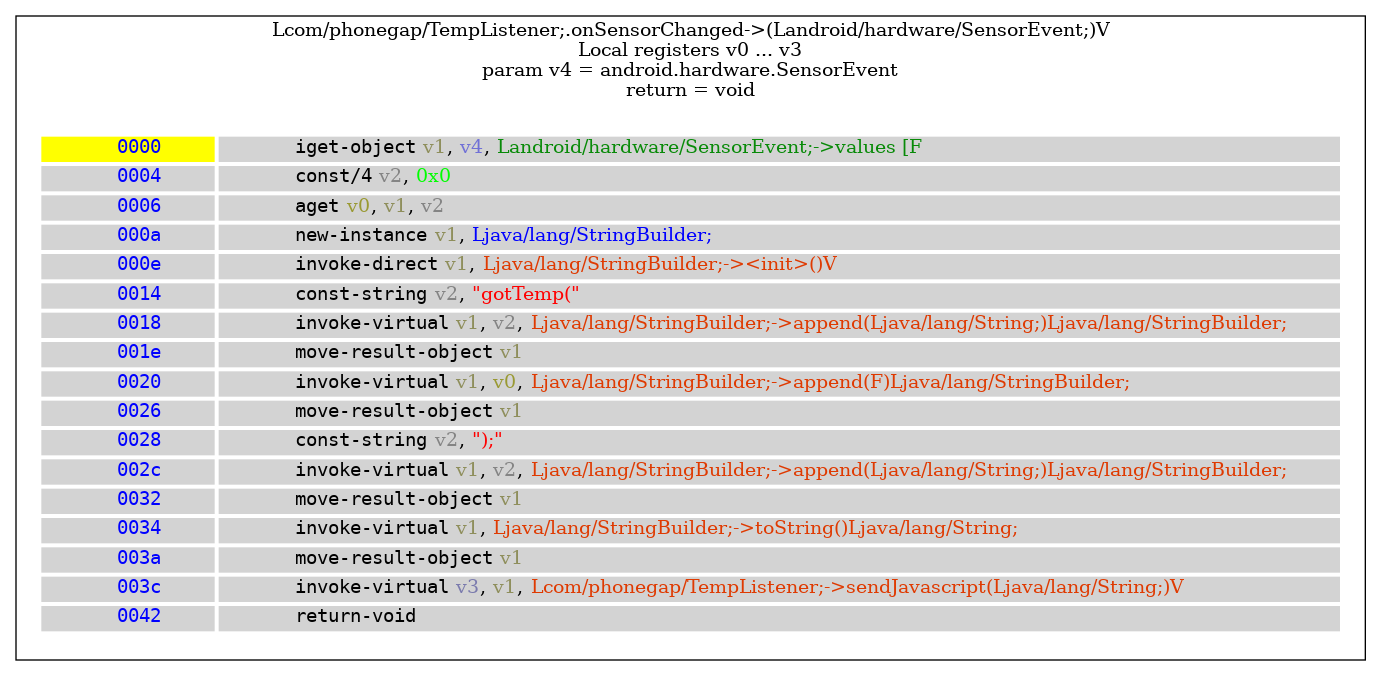 Lcom/phonegap/TempListener;.onSensorChanged->(Landroid/hardware/SensorEvent;)V
Local registers v0 ... v3
param v4 = android.hardware.SensorEvent
return = void
0000 iget-object v1, v4, Landroid/hardware/SensorEvent;->values [F
0004 const/4 v2, 0x0
0006 aget v0, v1, v2
000a new-instance v1, Ljava/lang/StringBuilder;
000e invoke-direct v1, Ljava/lang/StringBuilder;-><init>()V
0014 const-string v2, "gotTemp("
0018 invoke-virtual v1, v2, Ljava/lang/StringBuilder;->append(Ljava/lang/String;)Ljava/lang/StringBuilder;
001e move-result-object v1
0020 invoke-virtual v1, v0, Ljava/lang/StringBuilder;->append(F)Ljava/lang/StringBuilder;
0026 move-result-object v1
0028 const-string v2, ");"
002c invoke-virtual v1, v2, Ljava/lang/StringBuilder;->append(Ljava/lang/String;)Ljava/lang/StringBuilder;
0032 move-result-object v1
0034 invoke-virtual v1, Ljava/lang/StringBuilder;->toString()Ljava/lang/String;
003a move-result-object v1
003c invoke-virtual v3, v1, Lcom/phonegap/TempListener;->sendJavascript(Ljava/lang/String;)V
0042 return-void